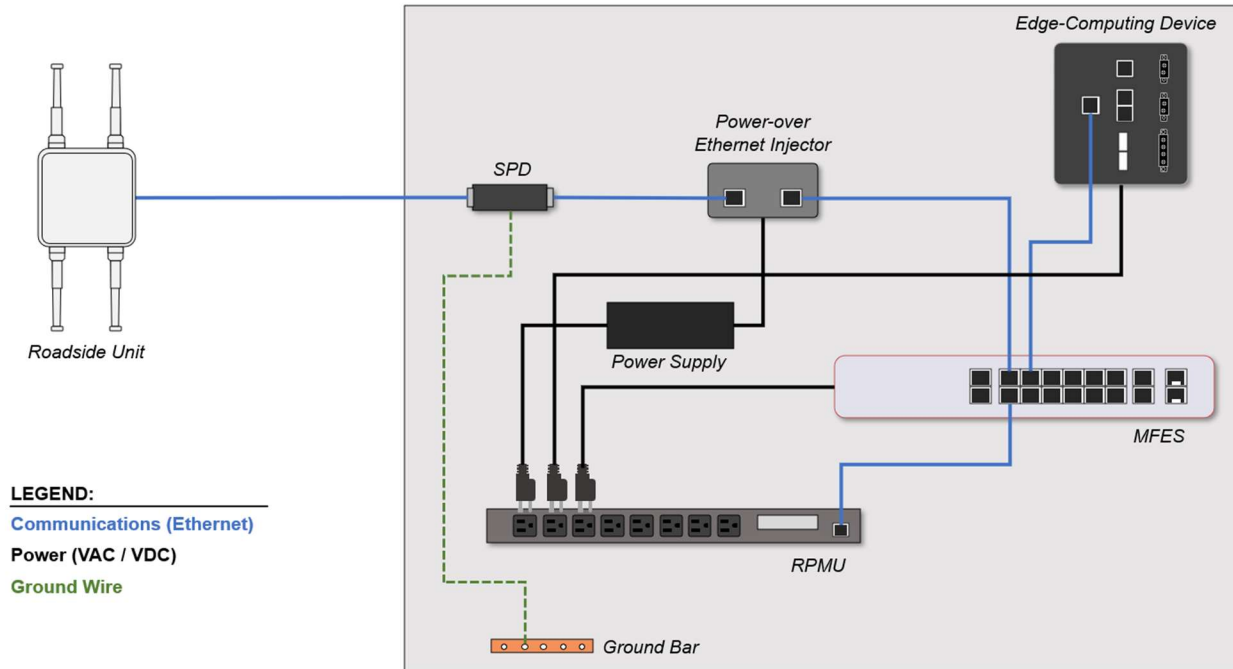 Edge-Computing Device
Power-over
Ethernet Injector
SPD
Roadside Unit
Power Supply
MFES
LEGEND:
Communications (Ethernet)
Power (VAC / VDC)
Ground Wire
RPMU
Ground Bar